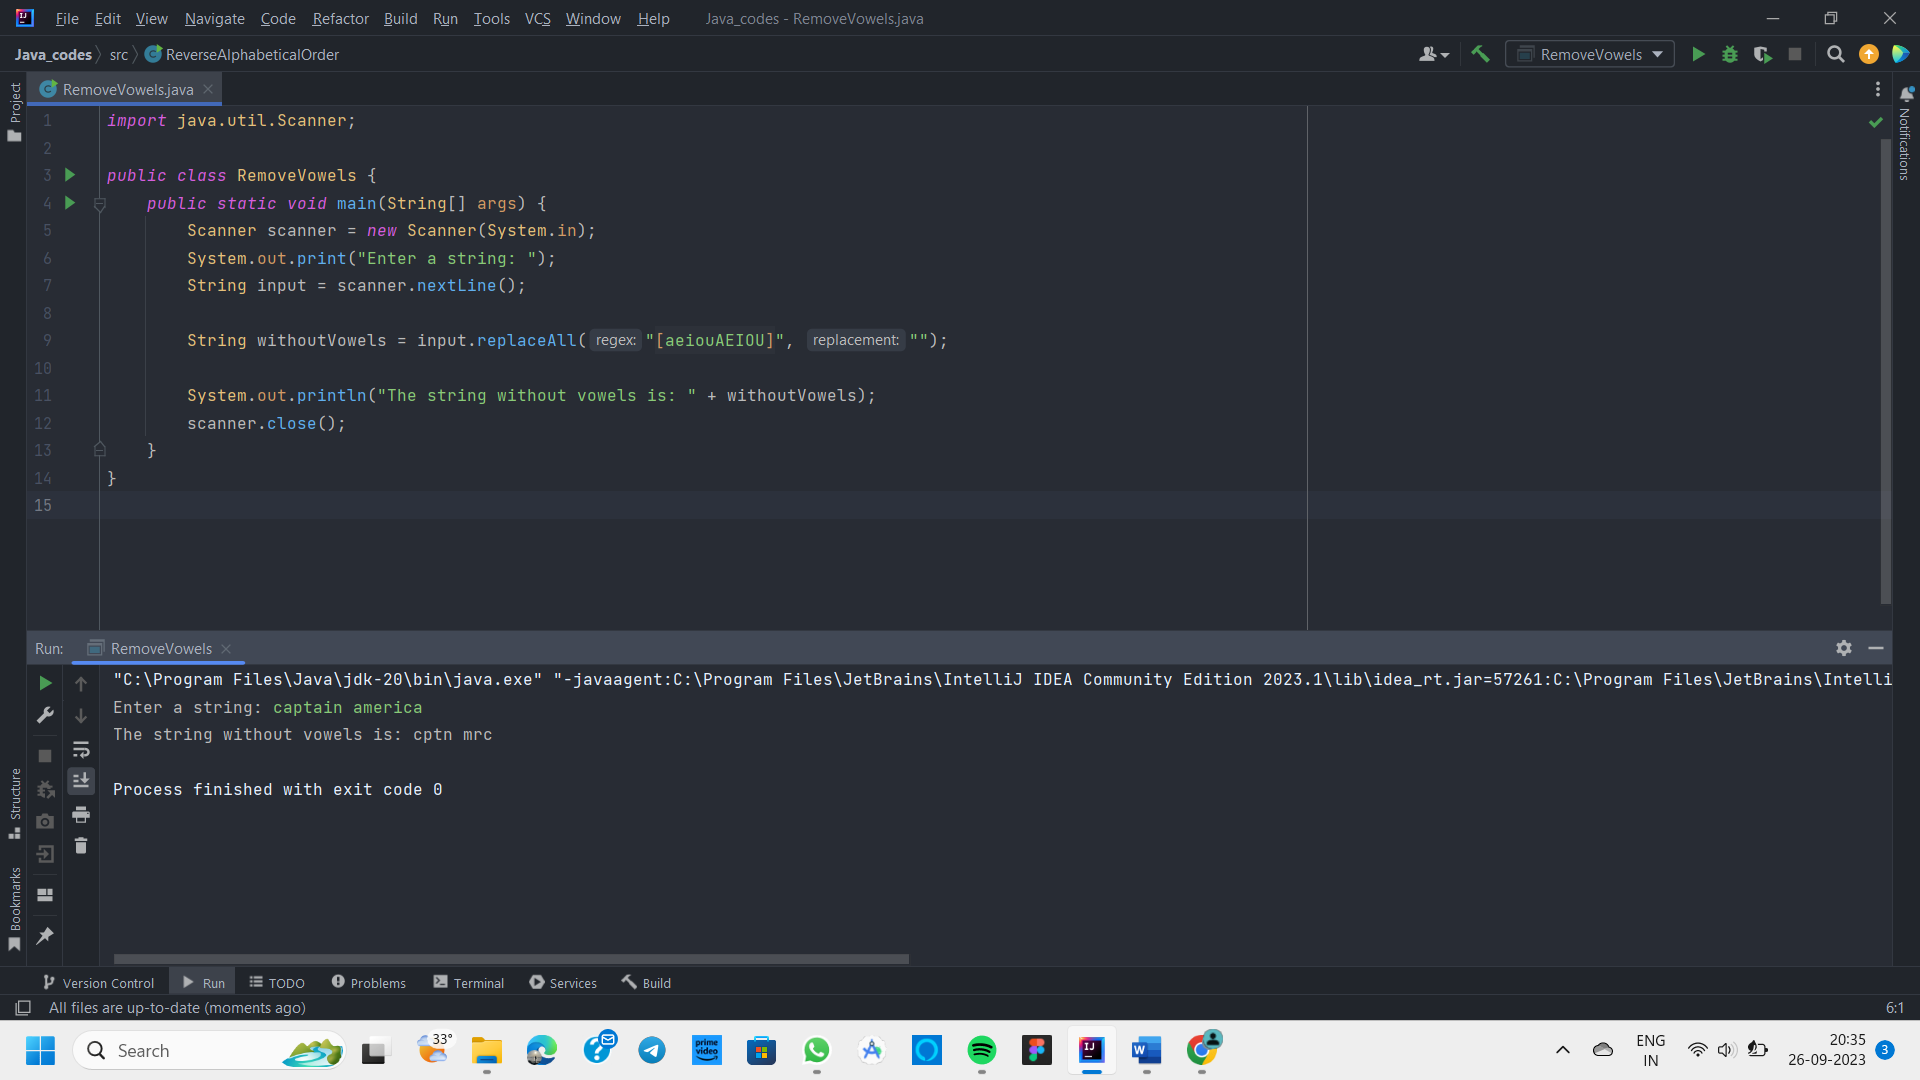 File Edit View Navigate Code Refactor Build Run Tools VCS Window Help Java_codes - RemoveVowels.java
Java_codes src ReverseAlphabeticalOrder RemoveVowels
Project
RemoveVowels.java
Notifications
1 import java.util.Scanner;
2
3 public class RemoveVowels {
4 public static void main(String[] args) {
5 Scanner scanner = new Scanner(System.in);
6 System.out.print("Enter a string: ");
7 String input = scanner.nextLine();
8
9 String withoutVowels = input.replaceAll( regex: "[aeiouAEIOU]", replacement: "");
10
11 System.out.println("The string without vowels is: " + withoutVowels);
12 scanner.close();
13 }
14 }
15
Run: RemoveVowels
"C:\Program Files\Java\jdk-20\bin\java.exe" "-javaagent:C:\Program Files\JetBrains\IntelliJ IDEA Community Edition 2023.1\lib\idea_rt.jar=57261:C:\Program Files\JetBrains\Intelli
Enter a string: captain america
The string without vowels is: cptn mrc
Process finished with exit code 0
Structure
Bookmarks
Version Control Run TODO Problems Terminal Services Build
All files are up-to-date (moments ago) 6:1
Search 33° prime video IJ W ENG IN 20:35 26-09-2023 3